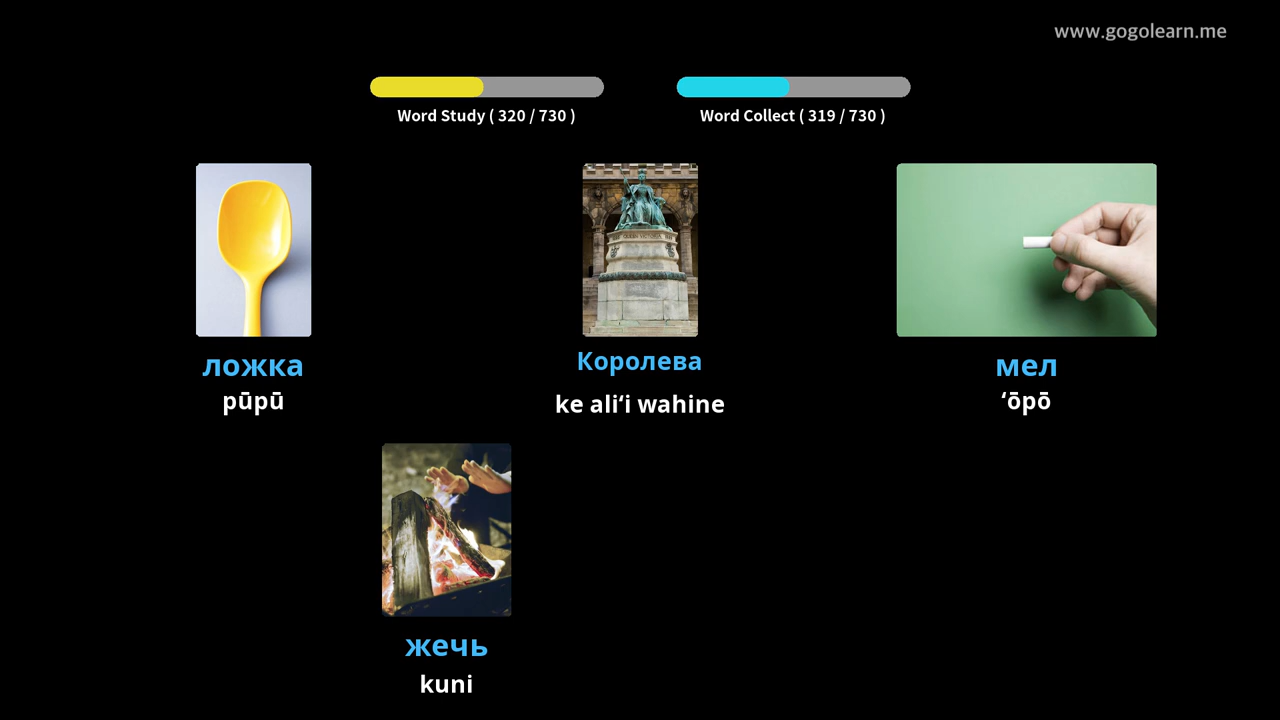 www.gogolearn.me
Word Study ( 320 / 730 )
Word Collect ( 319 / 730 )
ложка
pūpū
Королева
ke aliʻi wahine
мел
ʻōpō
жечь
kuni